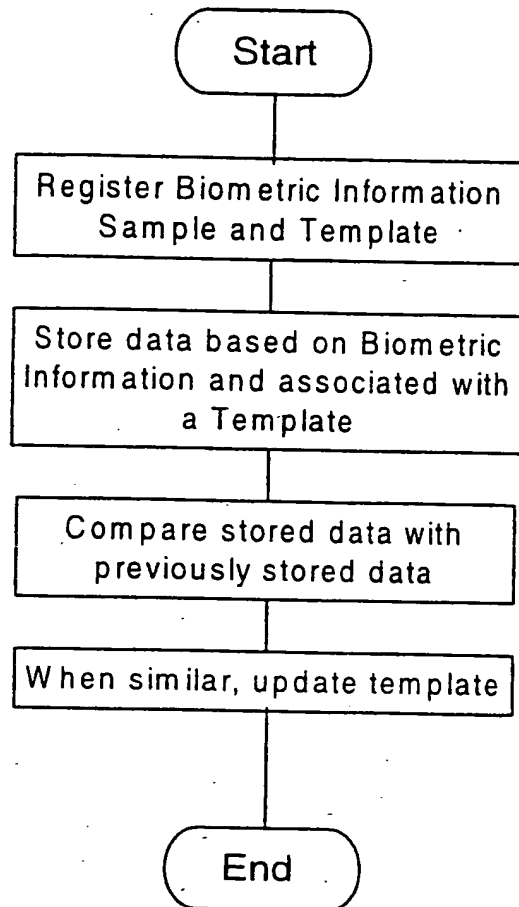 Start
Register Biometric Information
Sample and Template
Store data based on Biometric
Information and associated with
a Template
Compare stored data with
previously stored data
When similar, update template
End